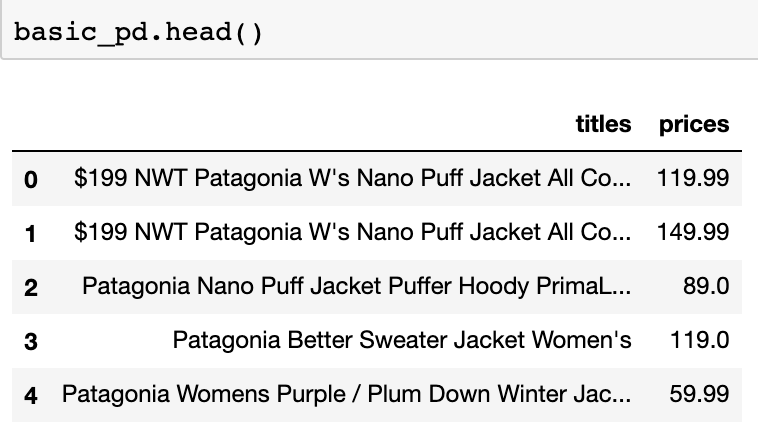 basic_pd.head()
titles prices
0 $199 NWT Patagonia W's Nano Puff Jacket All Co... 119.99
1 $199 NWT Patagonia W's Nano Puff Jacket All Co... 149.99
2 Patagonia Nano Puff Jacket Puffer Hoody PrimaL... 89.0
3 Patagonia Better Sweater Jacket Women's 119.0
4 Patagonia Womens Purple / Plum Down Winter Jac... 59.99